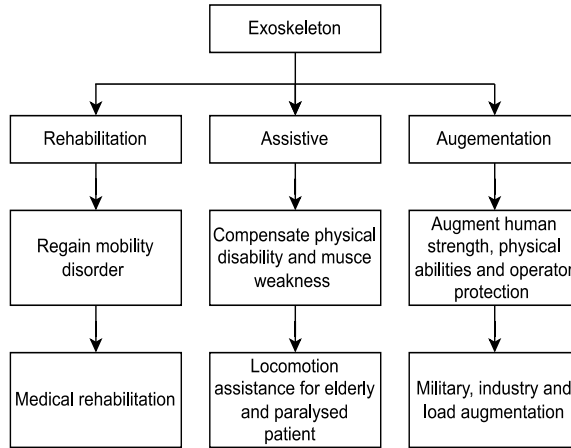 Exoskeleton
Rehabilitation
Assistive
Augementation
Regain mobility
disorder
Compensate physical
disability and musce
weakness
Augment human
strength, physical
abilities and operator
protection
Medical rehabilitation
Locomotion
assistance for elderly
and paralysed
patient
Military, industry and
load augmentation